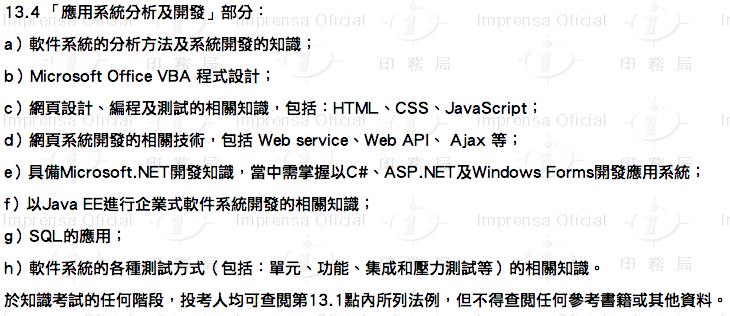 13.4 「應用系統分析及開發」部分：
a）軟件系統的分析方法及系統開發的知識；
b）Microsoft Office VBA 程式設計；
c）網頁設計、編程及測試的相關知識，包括：HTML、CSS、JavaScript；
d）網頁系統開發的相關技術，包括 Web service、Web API、 Ajax 等；
e）具備Microsoft.NET開發知識，當中需掌握以C#、ASP.NET及Windows Forms開發應用系統；
f）以Java EE進行企業式軟件系統開發的相關知識；
g）SQL的應用；
h）軟件系統的各種測試方式（包括：單元、功能、集成和壓力測試等）的相關知識。
於知識考試的任何階段，投考人均可查閱第13.1點內所列法例，但不得查閱任何參考書籍或其他資料。
Imprensa Oficial
印務局